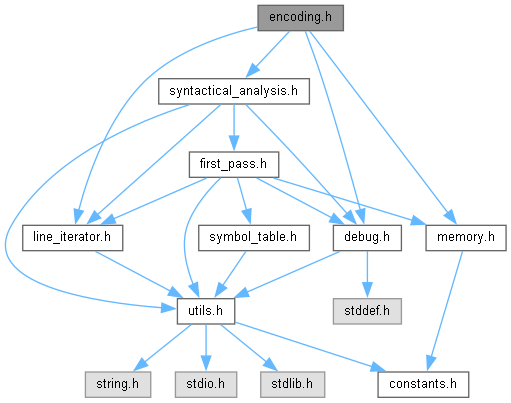 encoding.h
syntactical_analysis.h
first_pass.h
line_iterator.h
symbol_table.h
debug.h
memory.h
utils.h
stddef.h
string.h
stdio.h
stdlib.h
constants.h